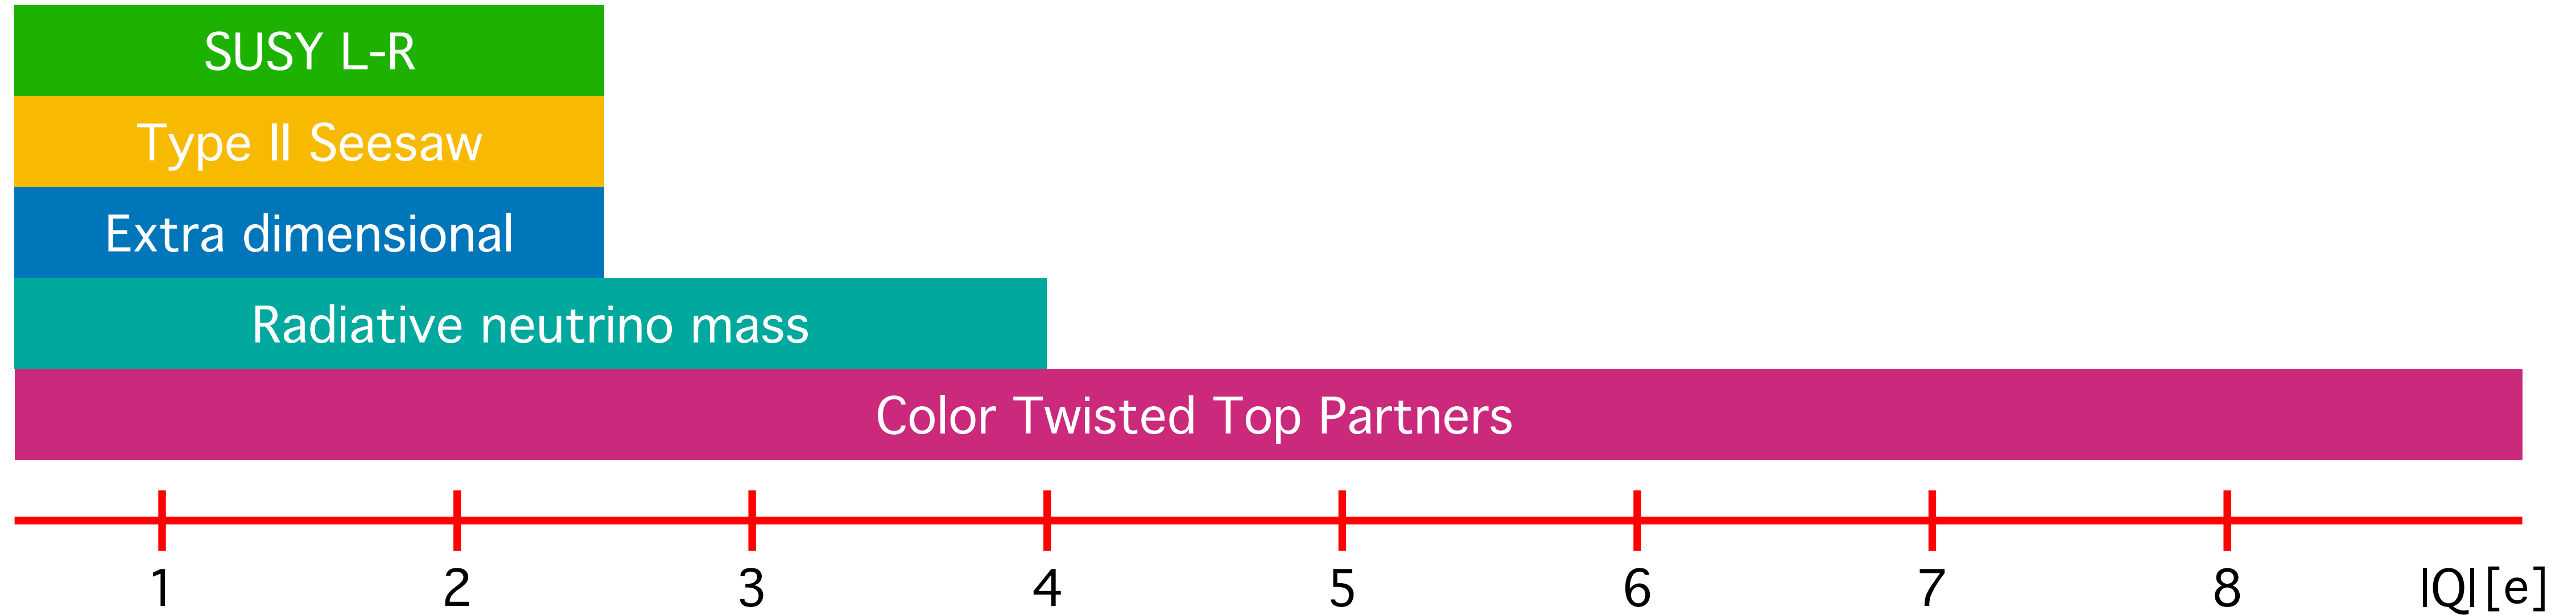 SUSY L-R
Type II Seesaw
Extra dimensional
Radiative neutrino mass
Color Twisted Top Partners
1 2 3 4 5 6 7 8 |Q| [e]